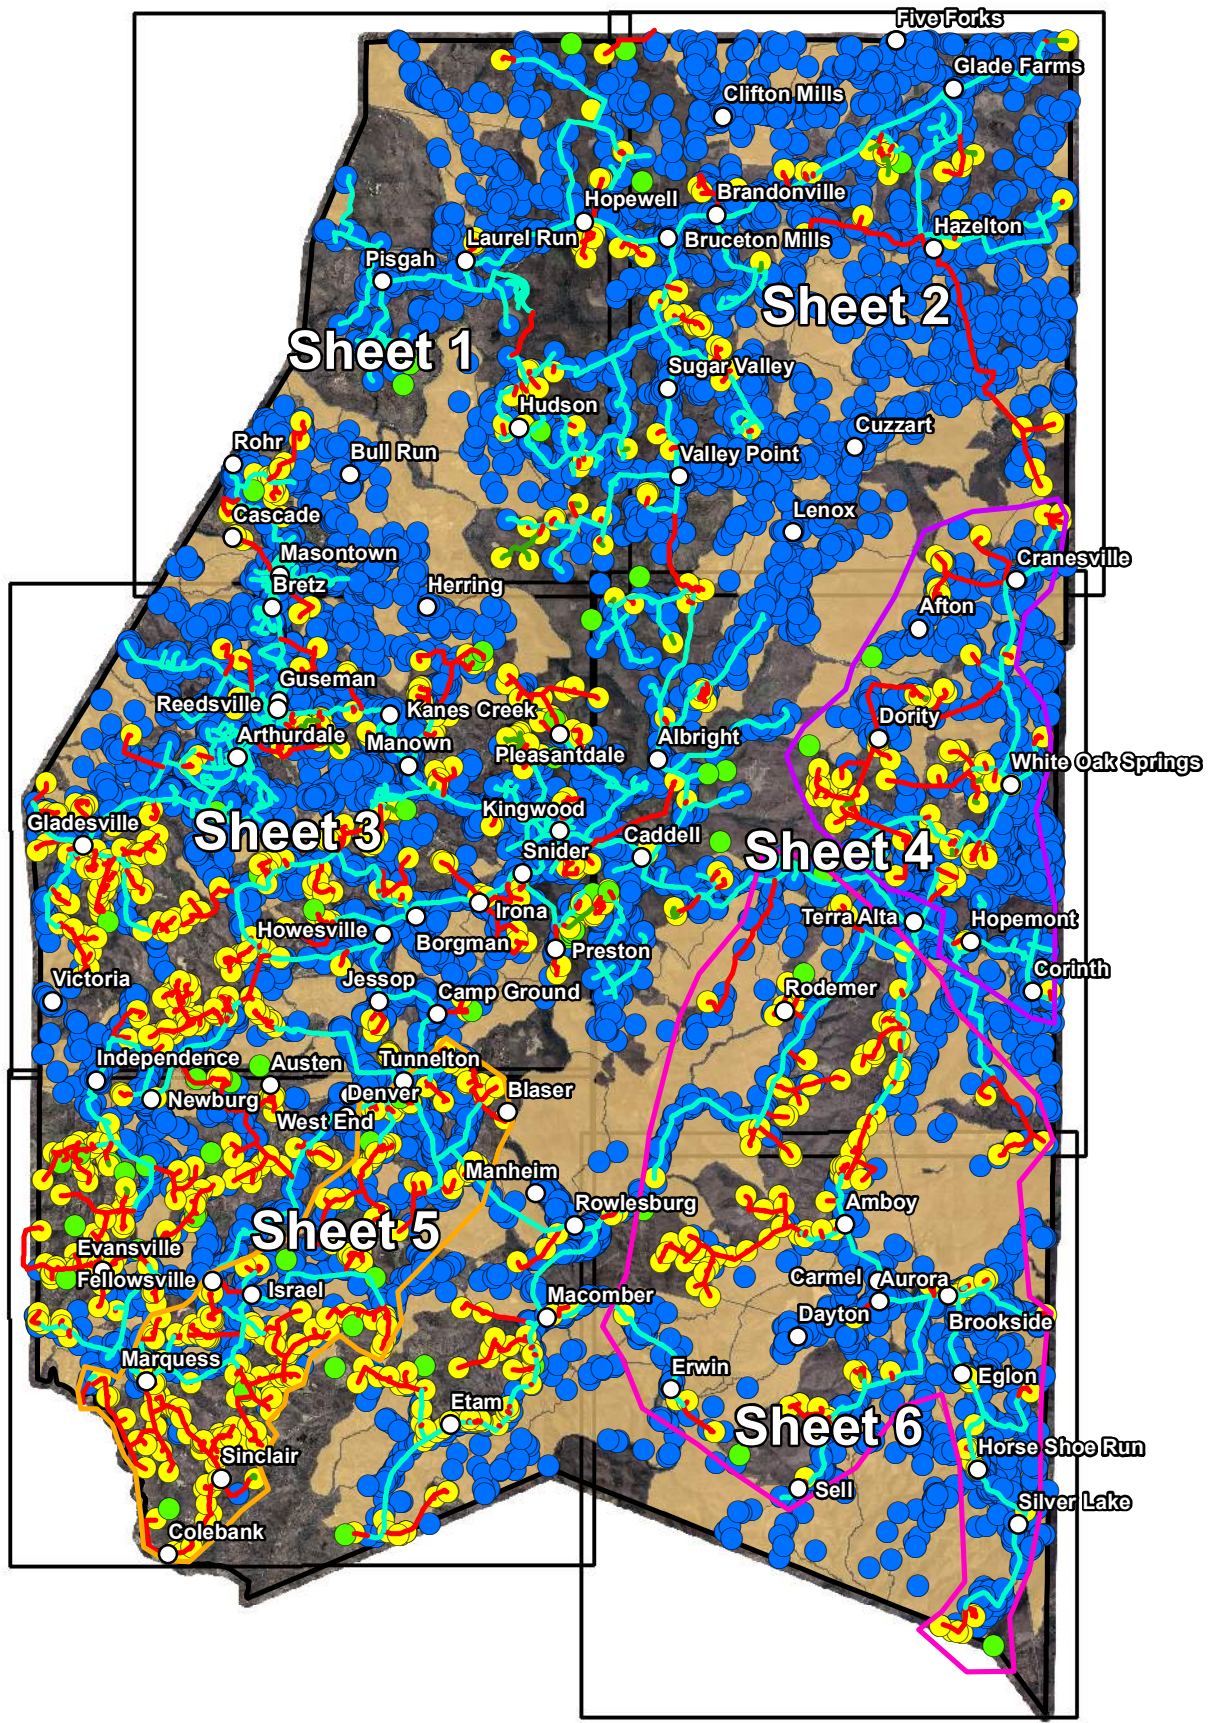 Five Forks
Glade Farms
Clifton Mills
Brandonville
Hopewell
Hazelton
Bruceton Mills
Laurel Run
Pisgah
Sheet 2
Sheet 1
Sugar Valley
Hudson
Cuzzart
Rohr
Bull Run
Valley Point
Lenox
Cascade
Masontown
Cranesville
Bretz
Herring
Afton
Guseman
Reedsville
Kanes Creek
Dority
Arthurdale
Manown
Pleasantdale
Albright
White Oak Springs
Kingwood
Gladesville
Sheet 3
Caddell
Snider
Sheet 4
Irona
Terra Alta
Hopemont
Howesville
Borgman
Preston
Victoria
Jessop
Camp Ground
Rodemer
Corinth
Independence
Austen
Tunnelton
Denver
Blaser
Newburg
West End
Manheim
Rowlesburg
Amboy
Sheet 5
Evansville
Fellowsville
Israel
Carmel
Aurora
Macomber
Dayton
Brookside
Marquess
Erwin
Eglon
Etam
Sheet 6
Horse Shoe Run
Sinclair
Sell
Silver Lake
Colebank